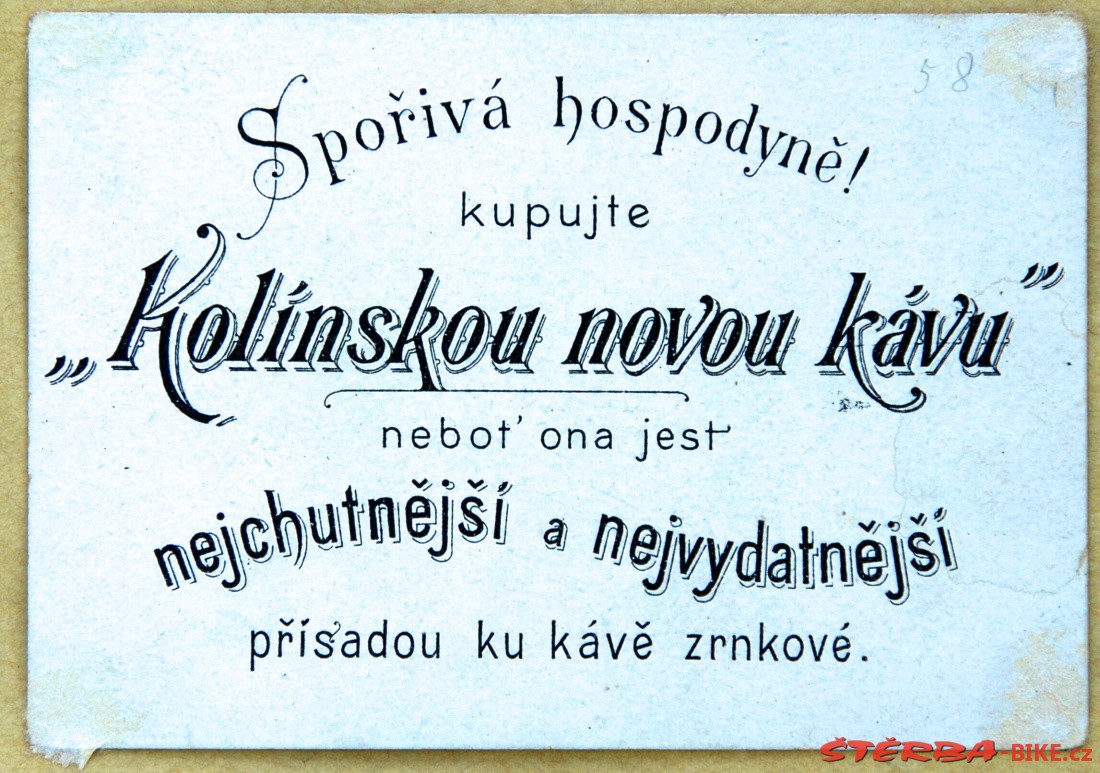 58
Spořivá hospodyně!
kupujte
„Kolínskou novou kávu”
neboť ona jest
nejchutnější a nejvydatnější
přísadou ku kávě zrnkové.
ŠTĚRBA-BIKE.cz